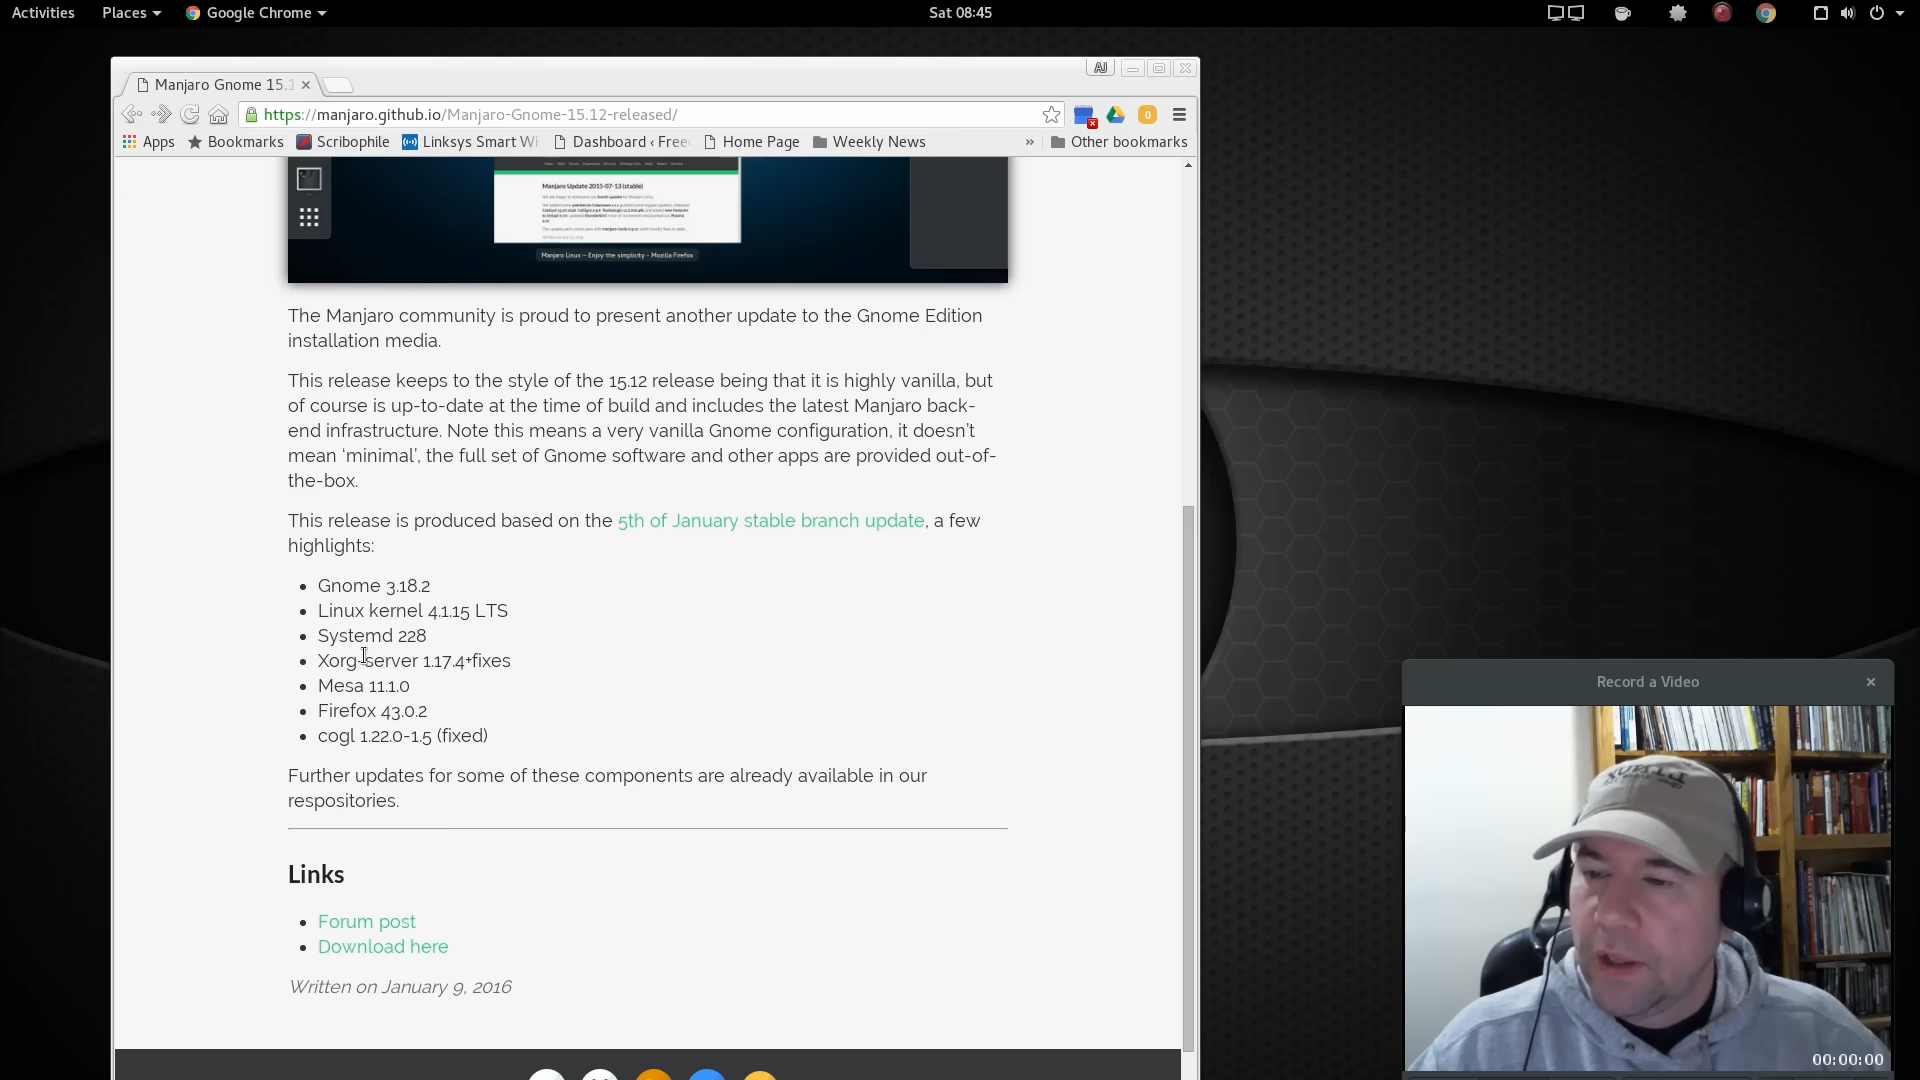 Activities Places Google Chrome Sat 08:45
AJ
Manjaro Gnome 15.1
https://manjaro.github.io/Manjaro-Gnome-15.12-released/ 0
Apps Bookmarks Scribophile Linksys Smart Wi Dashboard ‹ Free Home Page Weekly News » Other bookmarks
Manjaro Update 2015-07-13 (stable)
Manjaro Linux – Enjoy the simplicity - Mozilla Firefox
The Manjaro community is proud to present another update to the Gnome Edition
installation media.
This release keeps to the style of the 15.12 release being that it is highly vanilla, but
of course is up-to-date at the time of build and includes the latest Manjaro back-
end infrastructure. Note this means a very vanilla Gnome configuration, it doesn’t
mean ‘minimal’, the full set of Gnome software and other apps are provided out-of-
the-box.
This release is produced based on the 5th of January stable branch update, a few
highlights:
• Gnome 3.18.2
• Linux kernel 4.1.15 LTS
• Systemd 228
• Xorg-server 1.17.4+fixes
• Mesa 11.1.0
• Firefox 43.0.2
• cogl 1.22.0-1.5 (fixed)
Further updates for some of these components are already available in our
respositories.
Links
• Forum post
• Download here
Written on January 9, 2016
Record a Video
00:00:00